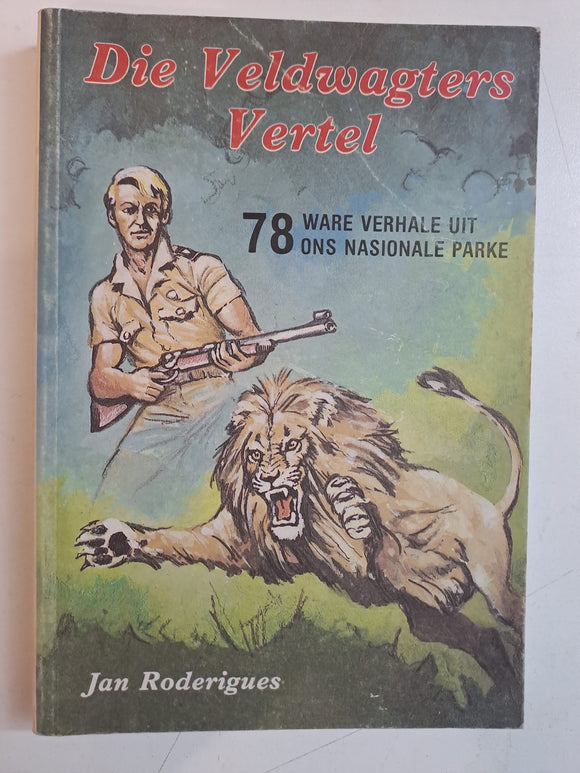 Die Veldwagters
Vertel
78 WARE VERHALE UIT
ONS NASIONALE PARKE
Jan Roderigues